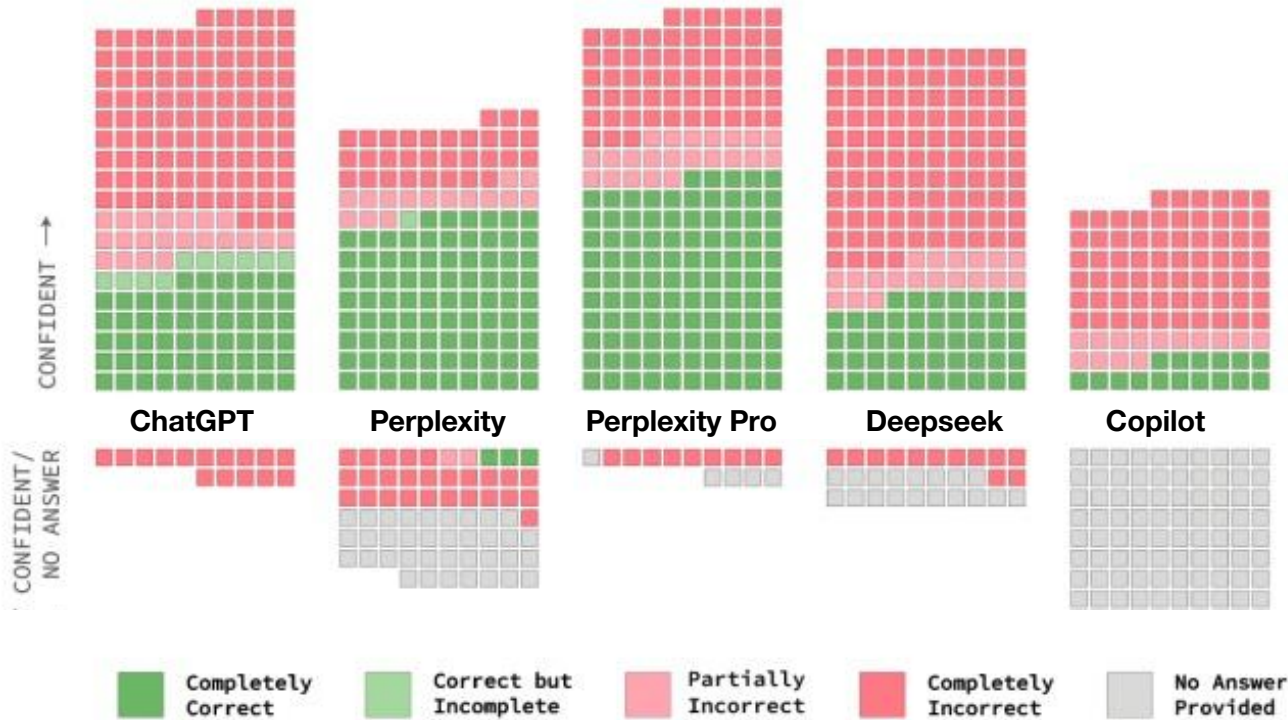 CONFIDENT →
ChatGPT
Perplexity
Perplexity Pro
Deepseek
Copilot
CONFIDENT/
NO ANSWER
Completely
Correct
Correct but
Incomplete
Partially
Incorrect
Completely
Incorrect
No Answer
Provided